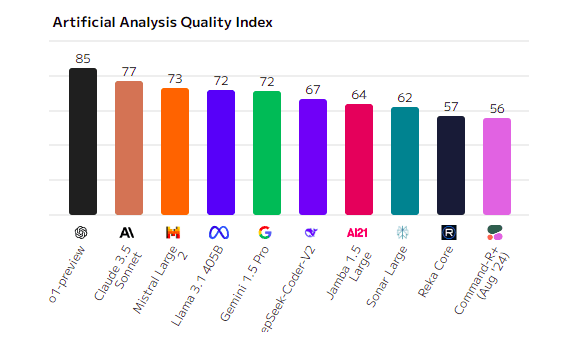 Artificial Analysis Quality Index
85
77
73
72
72
67
64
62
57
56
AI21
R
o1-preview
Claude 3.5
Sonnet
Mistral Large
2
Llama 3.1 405B
Gemini 1.5 Pro
epSeek-Coder-V2
Jamba 1.5
Large
Sonar Large
Reka Core
Command-R+
(Aug '24)